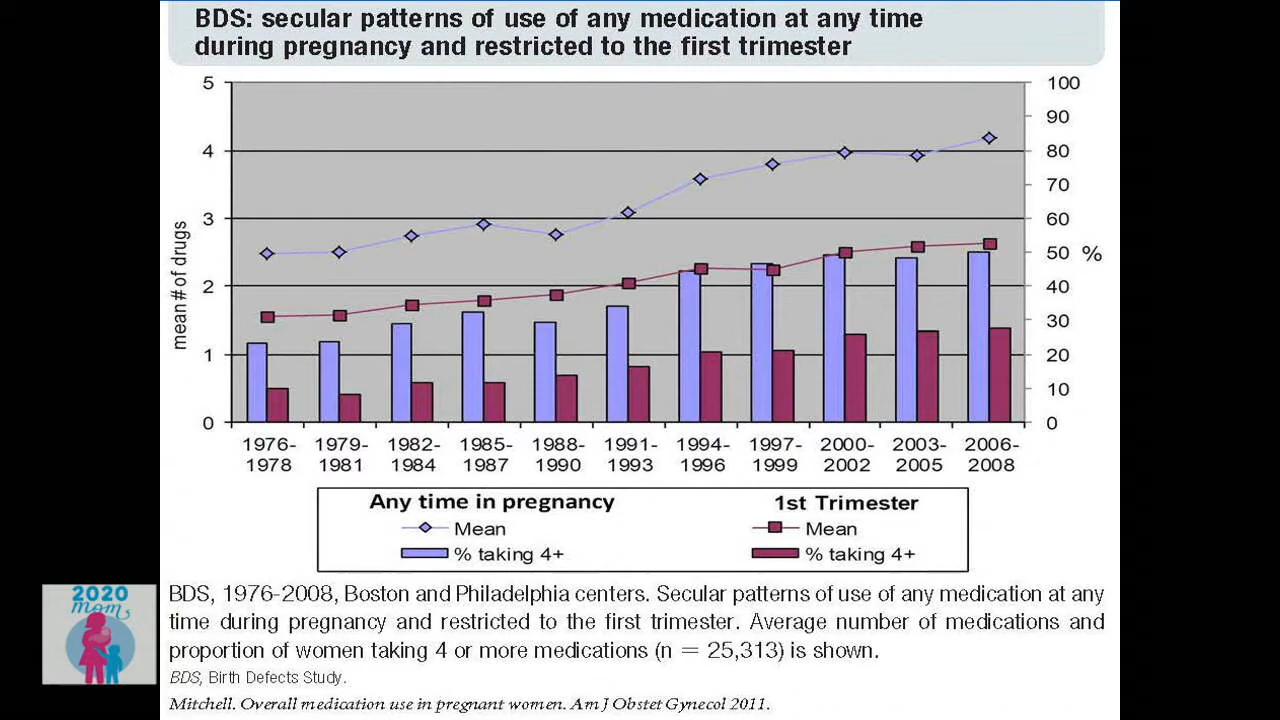 BDS: secular patterns of use of any medication at any time
during pregnancy and restricted to the first trimester
5
4
3
2
1
0
mean # of drugs
100
90
80
70
60
50
40
30
20
10
0
%
1976-
1978
1979-
1981
1982-
1984
1985-
1987
1988-
1990
1991-
1993
1994-
1996
1997-
1999
2000-
2002
2003-
2005
2006-
2008
Any time in pregnancy
Mean
% taking 4+
1st Trimester
Mean
% taking 4+
2020
mom
BDS, 1976-2008, Boston and Philadelphia centers. Secular patterns of use of any medication at any
time during pregnancy and restricted to the first trimester. Average number of medications and
proportion of women taking 4 or more medications (n = 25,313) is shown.
BDS, Birth Defects Study.
Mitchell. Overall medication use in pregnant women. Am J Obstet Gynecol 2011.